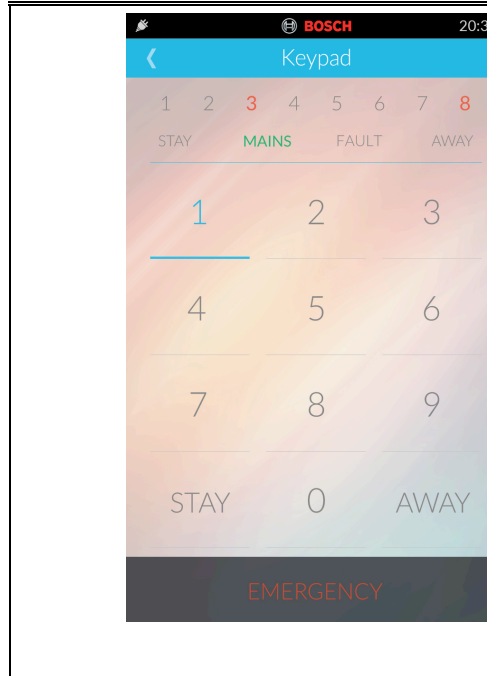 BOSCH 20:3
Keypad
1 2 3 4 5 6 7 8
STAY MAINS FAULT AWAY
1 2 3
4 5 6
7 8 9
STAY 0 AWAY
EMERGENCY